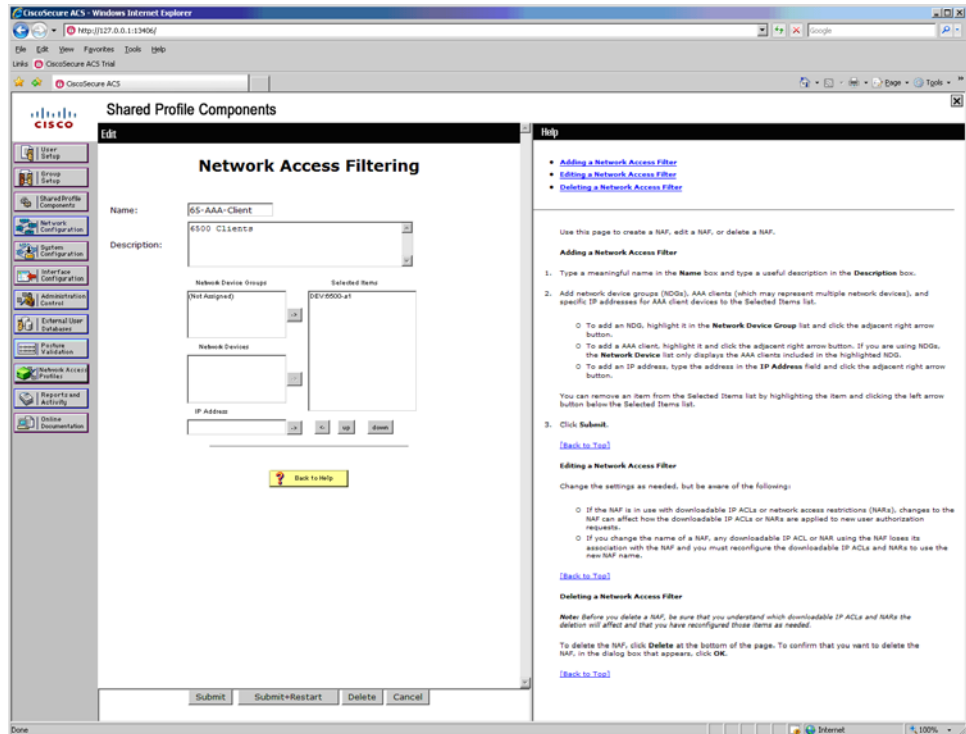 CiscoSecure ACS - Windows Internet Explorer
http://127.0.0.1:13406/
Google
File Edit View Favorites Tools Help
Links CiscoSecure ACS Trial
CiscoSecure ACS
Page Tools
CISCO
Shared Profile Components
Edit
User Setup
Group Setup
Shared Profile Components
Network Configuration
System Configuration
Interface Configuration
Administration Control
External User Databases
Posture Validation
Network Access Profiles
Reports and Activity
Online Documentation
Network Access Filtering
Name:
6S-AAA-Client
Description:
6500 Clients
Network Device Groups
Selected Items
(Not Assigned)
DEV:6500-a1
->
Network Devices
IP Address
-> <- up down
? Back to Help
Submit Submit+Restart Delete Cancel
Help
Adding a Network Access Filter
Editing a Network Access Filter
Deleting a Network Access Filter
Use this page to create a NAF, edit a NAF, or delete a NAF.
Adding a Network Access Filter
1. Type a meaningful name in the Name box and type a useful description in the Description box.
2. Add network device groups (NDGs), AAA clients (which may represent multiple network devices), and
specific IP addresses for AAA client devices to the Selected Items list.
To add an NDG, highlight it in the Network Device Group list and click the adjacent right arrow
button.
To add a AAA client, highlight it and click the adjacent right arrow button. If you are using NDGs,
the Network Device list only displays the AAA clients included in the highlighted NDG.
To add an IP address, type the address in the IP Address field and click the adjacent right arrow
button.
You can remove an item from the Selected Items list by highlighting the item and clicking the left arrow
button below the Selected Items list.
3. Click Submit.
[Back to Top]
Editing a Network Access Filter
Change the settings as needed, but be aware of the following:
If the NAF is in use with downloadable IP ACLs or network access restrictions (NARs), changes to the
NAF can affect how the downloadable IP ACLs or NARs are applied to new user authorization
requests.
If you change the name of a NAF, any downloadable IP ACL or NAR using the NAF loses its
association with the NAF and you must reconfigure the downloadable IP ACLs and NARs to use the
new NAF name.
[Back to Top]
Deleting a Network Access Filter
Note: Before you delete a NAF, be sure that you understand which downloadable IP ACLs and NARs the
deletion will affect and that you have reconfigured those items as needed.
To delete the NAF, click Delete at the bottom of the page. To confirm that you want to delete the
NAF, in the dialog box that appears, click OK.
[Back to Top]
Done
Internet
100%